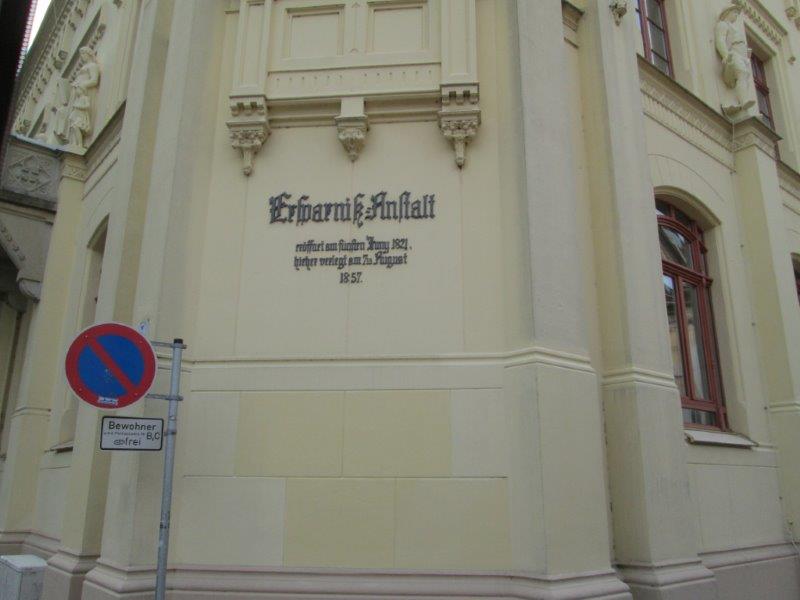 Ersparniß-Anstalt
eröffnet am fünften Juny 1821,
hieher verlegt am 7ten August
1857.
Bewohner
B,C
frei